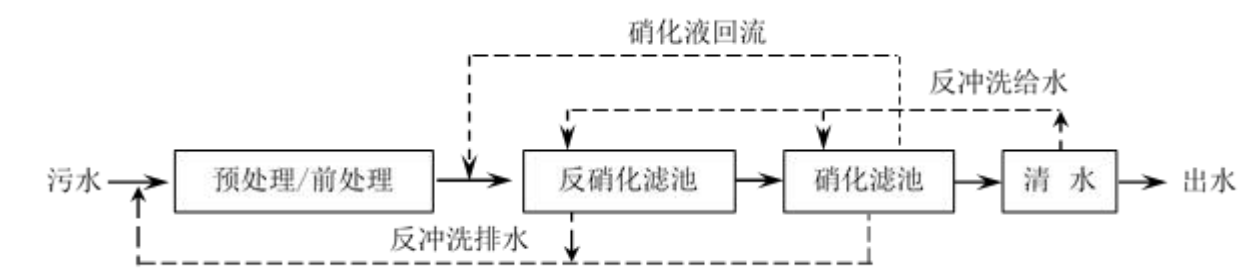 硝化液回流
反冲洗给水
污水
预处理/前处理
反硝化滤池
硝化滤池
清 水
出水
反冲洗排水